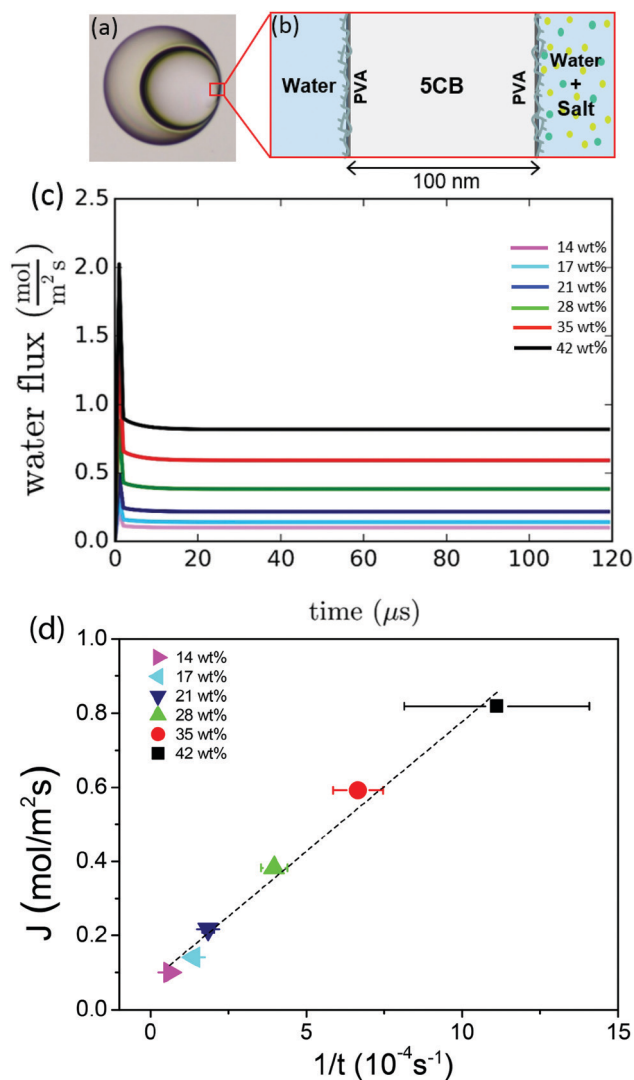 (a)
(b)
Water
PVA
5CB
PVA
Water
+
Salt
100 nm
(c)
water flux (mol/m² s)
2.5
2.0
1.5
1.0
0.5
0.0
14 wt%
17 wt%
21 wt%
28 wt%
35 wt%
42 wt%
0 20 40 60 80 100 120
time (μs)
(d)
J (mol/m²s)
1.0
0.8
0.6
0.4
0.2
0.0
14 wt%
17 wt%
21 wt%
28 wt%
35 wt%
42 wt%
0 5 10 15
1/t (10⁻⁴s⁻¹)